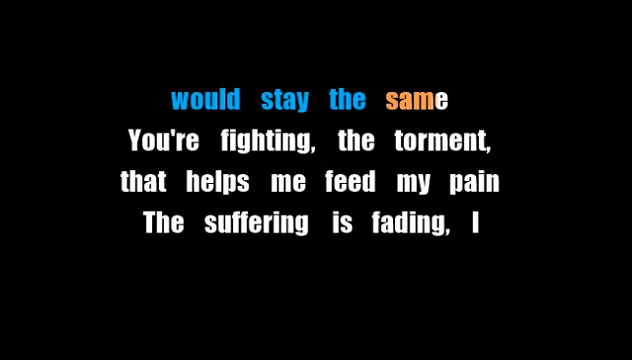 would stay the same
You're fighting, the torment,
that helps me feed my pain
The suffering is fading, I